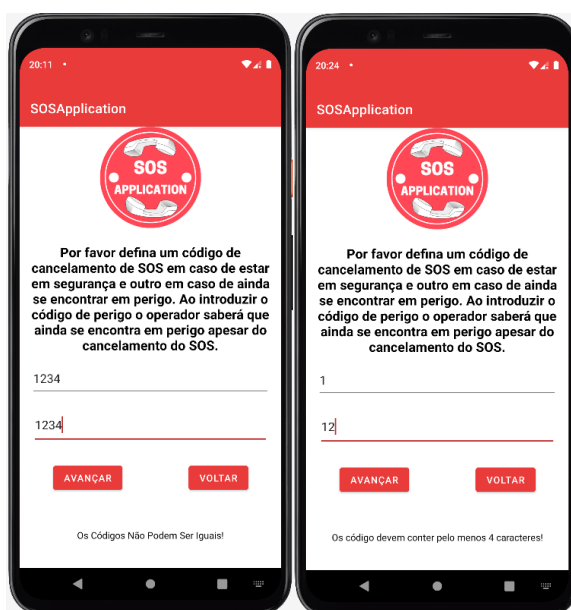 20:11
SOSApplication
SOS
APPLICATION
Por favor defina um código de
cancelamento de SOS em caso de estar
em segurança e outro em caso de ainda
se encontrar em perigo. Ao introduzir o
código de perigo o operador saberá que
ainda se encontra em perigo apesar do
cancelamento do SOS.
1234
1234
AVANÇAR
VOLTAR
Os Códigos Não Podem Ser Iguais!
20:24
SOSApplication
SOS
APPLICATION
Por favor defina um código de
cancelamento de SOS em caso de estar
em segurança e outro em caso de ainda
se encontrar em perigo. Ao introduzir o
código de perigo o operador saberá que
ainda se encontra em perigo apesar do
cancelamento do SOS.
1
12
AVANÇAR
VOLTAR
Os código devem conter pelo menos 4 caracteres!